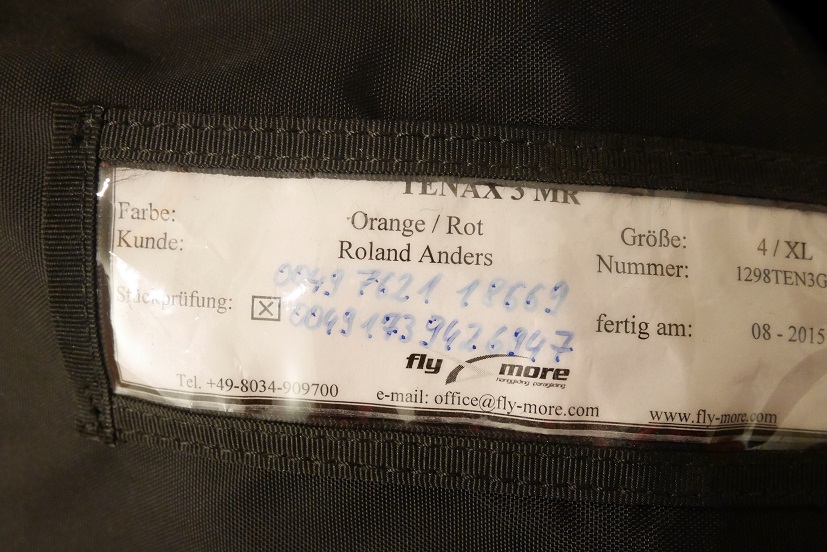 TENAX 3 MR
Farbe: Orange / Rot Größe: 4 / XL
Kunde: Roland Anders Nummer: 1298TEN3G
0049 7621 18669
Stückprüfung: ☒ 0049 173 9426947 fertig am: 08 - 2015
fly more
hanggliding paragliding
Tel. +49-8034-909700 e-mail: office@fly-more.com www.fly-more.com